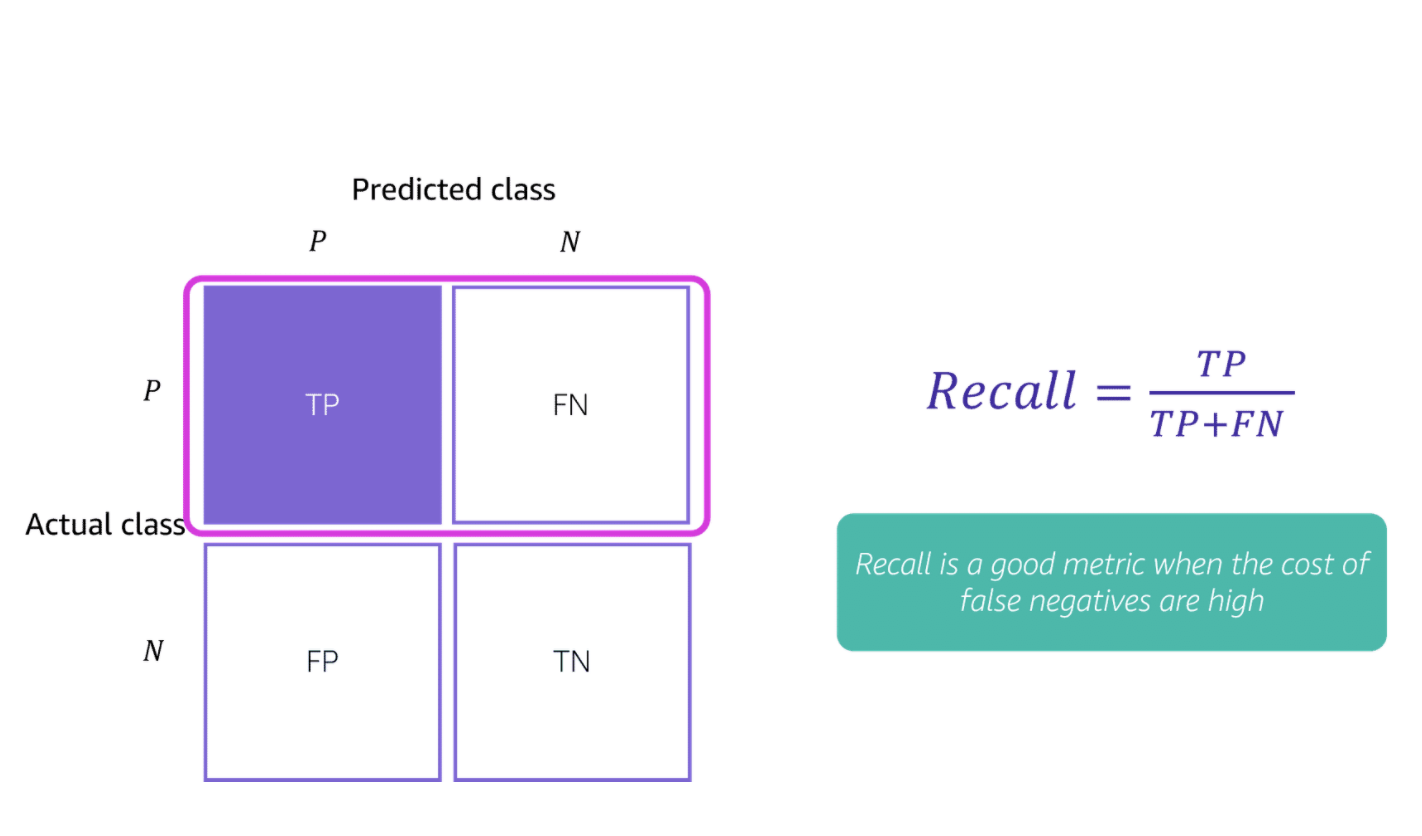 Predicted class
P N
P
TP FN
Actual class
N
FP TN
Recall = TP / TP+FN
Recall is a good metric when the cost of
false negatives are high